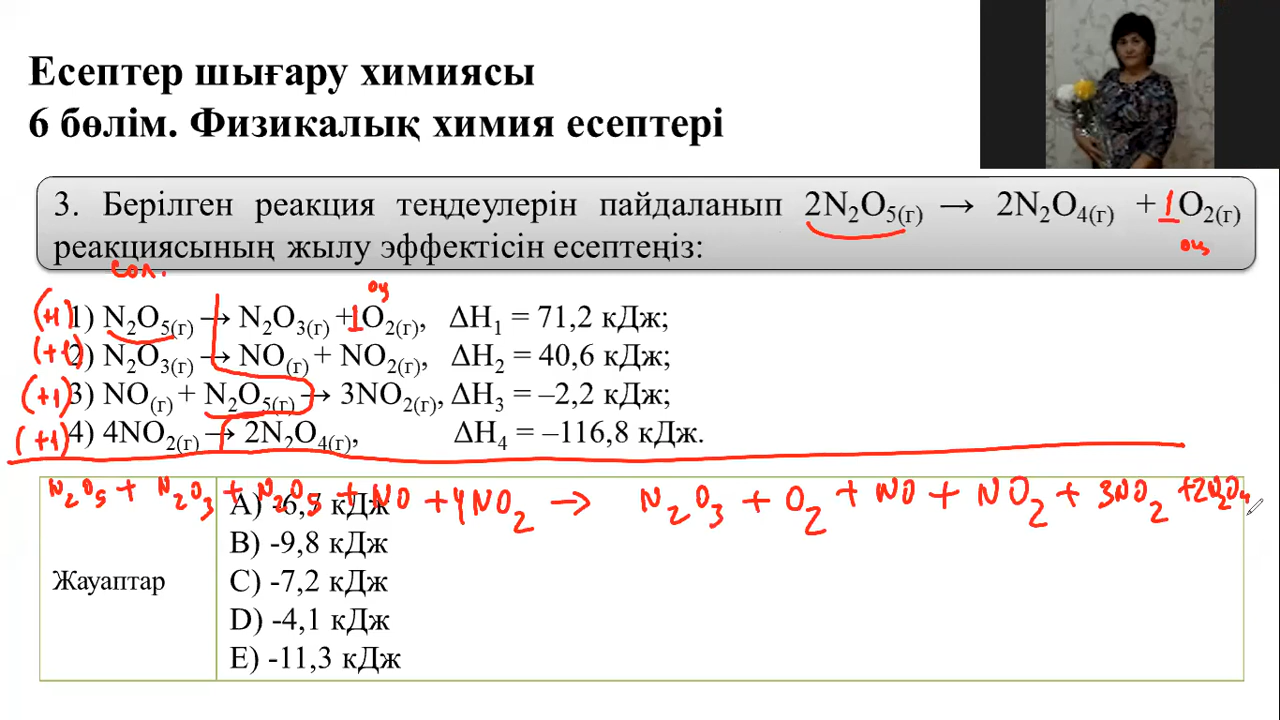 Есептер шығару химиясы
6 бөлім. Физикалық химия есептері
3. Берілген реакция теңдеулерін пайдаланып 2N₂O₅(г) → 2N₂O₄(г) + 1O₂(г)
оң
реакциясының жылу эффектісін есептеңіз:
сол.
оң
(+1) 1) N₂O₅(г) → N₂O₃(г) + 1O₂(г), ΔH₁ = 71,2 кДж;
(+1) 2) N₂O₃(г) → NO(г) + NO₂(г), ΔH₂ = 40,6 кДж;
(+1) 3) NO(г) + N₂O₅(г) → 3NO₂(г), ΔH₃ = –2,2 кДж;
(+1) 4) 4NO₂(г) → 2N₂O₄(г), ΔH₄ = –116,8 кДж.
N₂O₅ + N₂O₃ + N₂O₅ + NO + 4NO₂ → N₂O₃ + O₂ + NO + NO₂ + 3NO₂ + 2N₂O₄
A) -6,7 кДж
B) -9,8 кДж
Жауаптар
C) -7,2 кДж
D) -4,1 кДж
E) -11,3 кДж